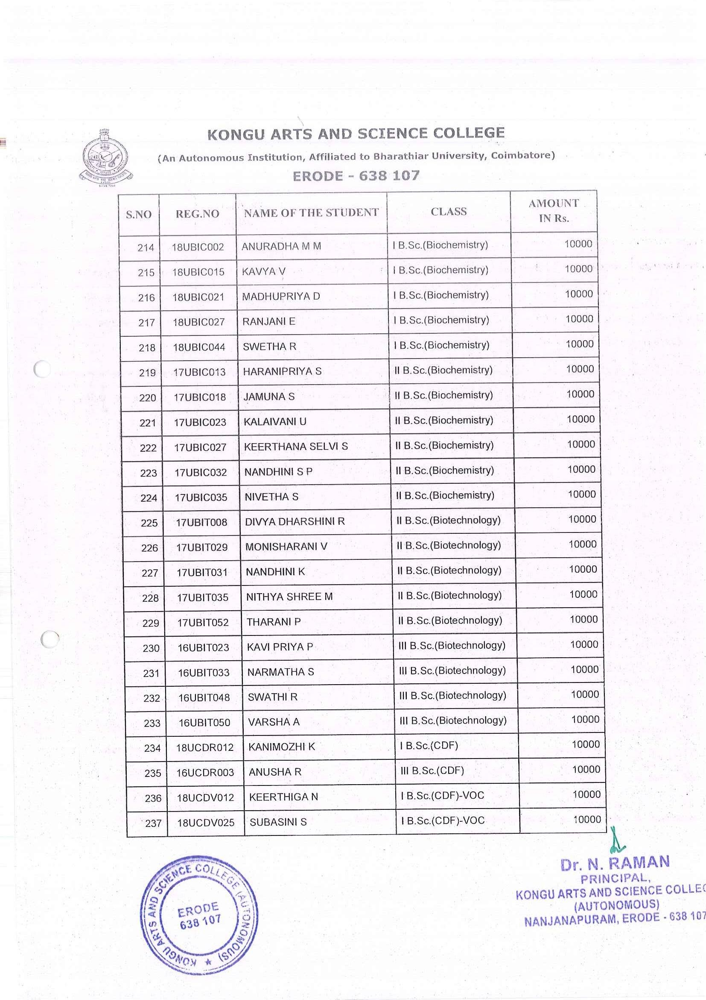 KONGU ARTS AND SCIENCE COLLEGE
(An Autonomous Institution, Affiliated to Bharathiar University, Coimbatore)
ERODE - 638 107
S.NO REG.NO NAME OF THE STUDENT CLASS AMOUNT IN Rs.
214 18UBIC002 ANURADHA M M I B.Sc.(Biochemistry) 10000
215 18UBIC015 KAVYA V I B.Sc.(Biochemistry) 10000
216 18UBIC021 MADHUPRIYA D I B.Sc.(Biochemistry) 10000
217 18UBIC027 RANJANI E I B.Sc.(Biochemistry) 10000
218 18UBIC044 SWETHA R I B.Sc.(Biochemistry) 10000
219 17UBIC013 HARANIPRIYA S II B.Sc.(Biochemistry) 10000
220 17UBIC018 JAMUNA S II B.Sc.(Biochemistry) 10000
221 17UBIC023 KALAIVANI U II B.Sc.(Biochemistry) 10000
222 17UBIC027 KEERTHANA SELVI S II B.Sc.(Biochemistry) 10000
223 17UBIC032 NANDHINI S P II B.Sc.(Biochemistry) 10000
224 17UBIC035 NIVETHA S II B.Sc.(Biochemistry) 10000
225 17UBIT008 DIVYA DHARSHINI R II B.Sc.(Biotechnology) 10000
226 17UBIT029 MONISHARANI V II B.Sc.(Biotechnology) 10000
227 17UBIT031 NANDHINI K II B.Sc.(Biotechnology) 10000
228 17UBIT035 NITHYA SHREE M II B.Sc.(Biotechnology) 10000
229 17UBIT052 THARANI P II B.Sc.(Biotechnology) 10000
230 16UBIT023 KAVI PRIYA P III B.Sc.(Biotechnology) 10000
231 16UBIT033 NARMATHA S III B.Sc.(Biotechnology) 10000
232 16UBIT048 SWATHI R III B.Sc.(Biotechnology) 10000
233 16UBIT050 VARSHA A III B.Sc.(Biotechnology) 10000
234 18UCDR012 KANIMOZHI K I B.Sc.(CDF) 10000
235 16UCDR003 ANUSHA R III B.Sc.(CDF) 10000
236 18UCDV012 KEERTHIGA N I B.Sc.(CDF)-VOC 10000
237 18UCDV025 SUBASINI S I B.Sc.(CDF)-VOC 10000
KONGU ARTS AND SCIENCE COLLEGE (AUTONOMOUS)
ERODE
638 107
Dr. N. RAMAN
PRINCIPAL,
KONGU ARTS AND SCIENCE COLLEG
(AUTONOMOUS)
NANJANAPURAM, ERODE - 638 107